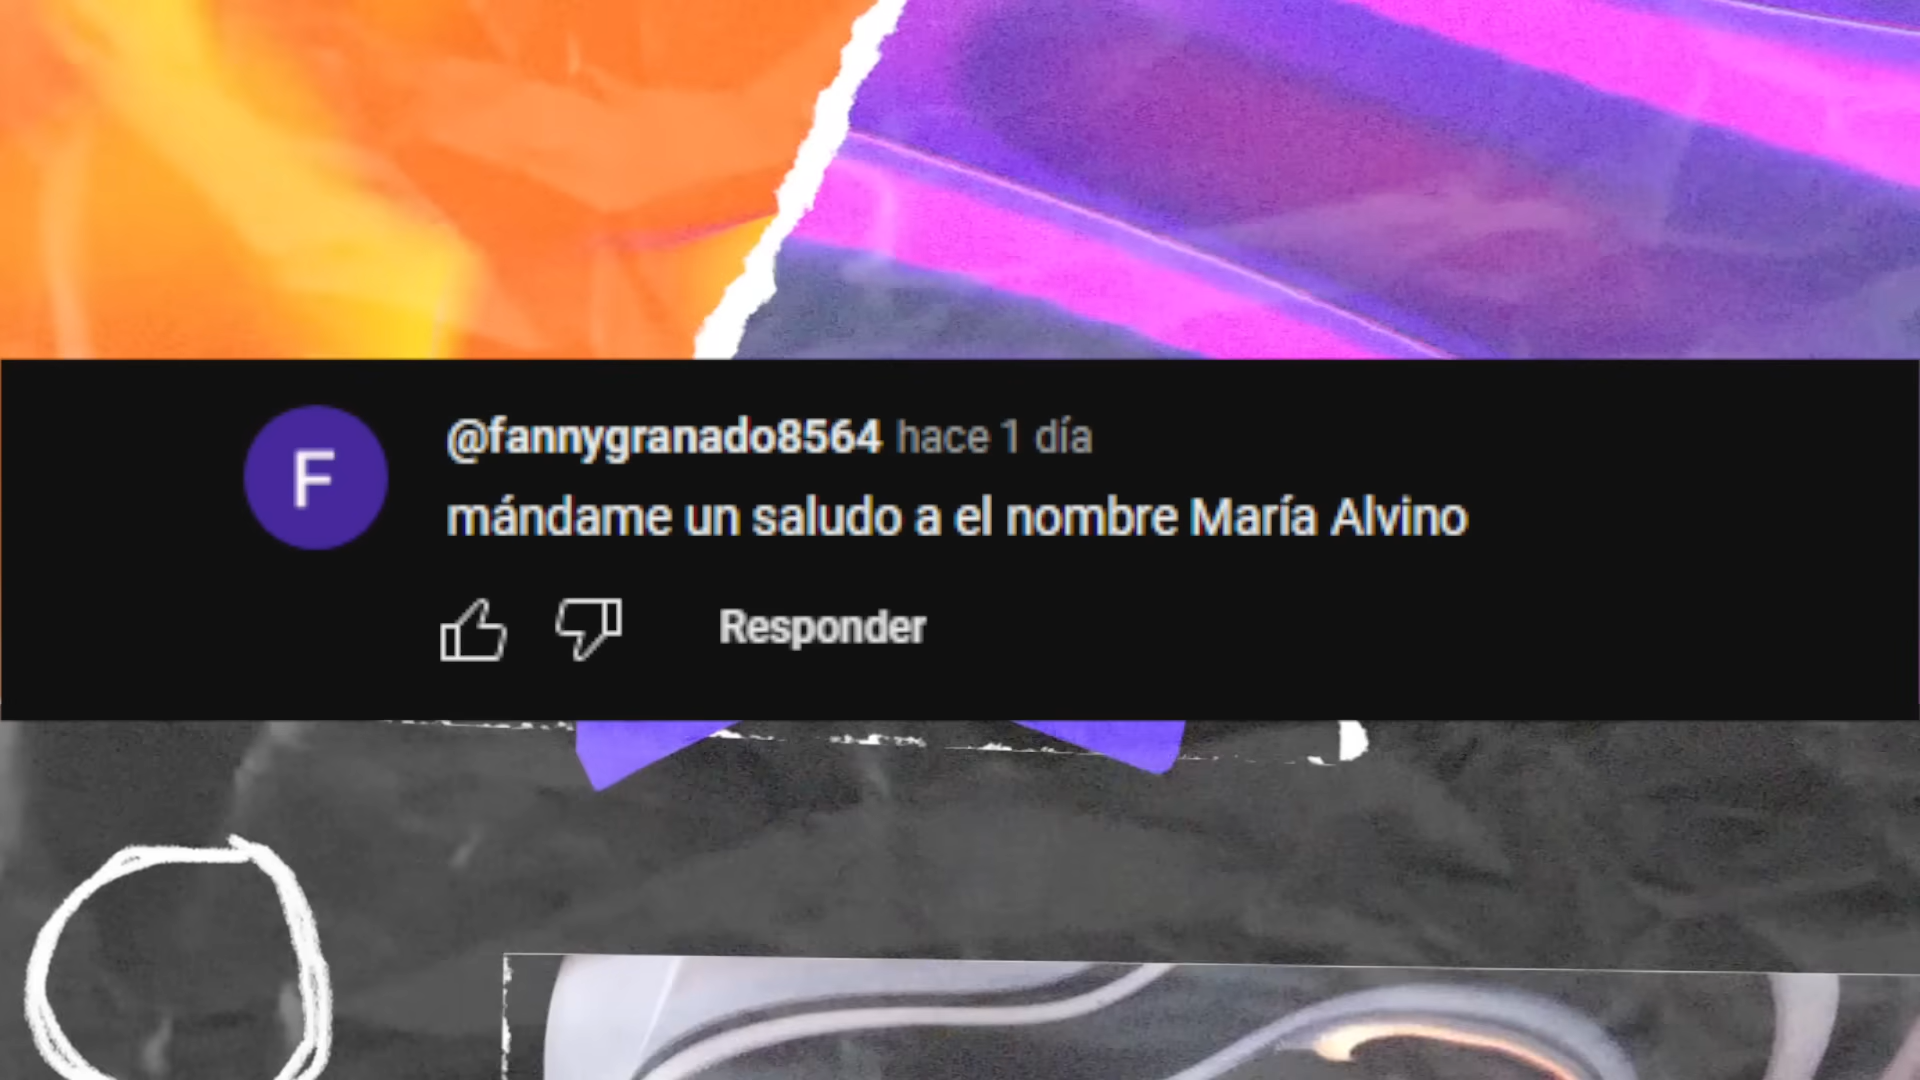 F
@fannygranado8564 hace 1 día
mándame un saludo a el nombre María Alvino
Responder